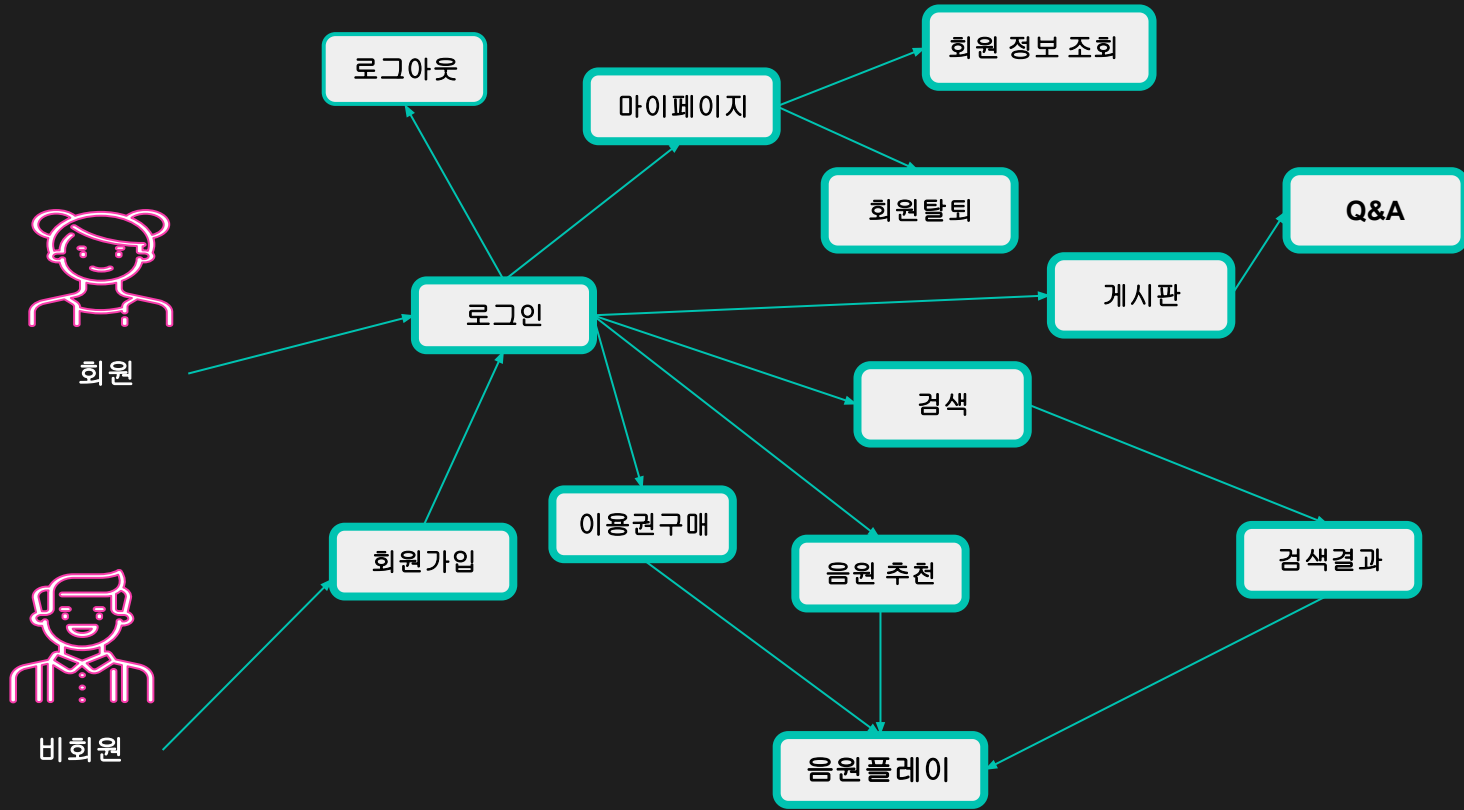 회원 정보 조회
로그아웃
마이페이지
회원탈퇴
Q&A
게시판
로그인
회원
검색
이용권구매
회원가입
음원 추천
검색결과
비회원
음원플레이